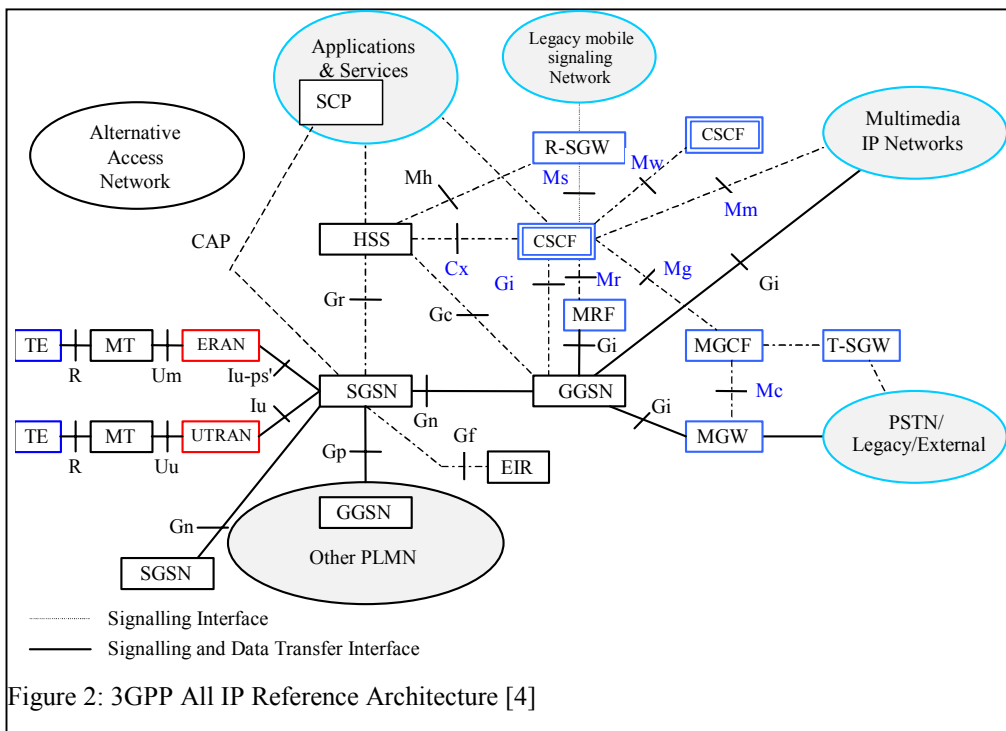 Applications
& Services
SCP
Legacy mobile
signaling
Network
Alternative
Access
Network
R-SGW
CSCF
Multimedia
IP Networks
Mh
Ms
Mw
Mm
CAP
HSS
Cx
CSCF
Gi
Mr
Mg
Gi
Gr
Gc
MRF
TE
MT
ERAN
Gi
MGCF
T-SGW
R
Um
Iu-ps'
SGSN
Gn
GGSN
Mc
Iu
Gi
TE
MT
UTRAN
MGW
PSTN/
Legacy/External
R
Uu
Gp
Gf
EIR
Gn
GGSN
SGSN
Other PLMN
Signalling Interface
Signalling and Data Transfer Interface
Figure 2: 3GPP All IP Reference Architecture [4]